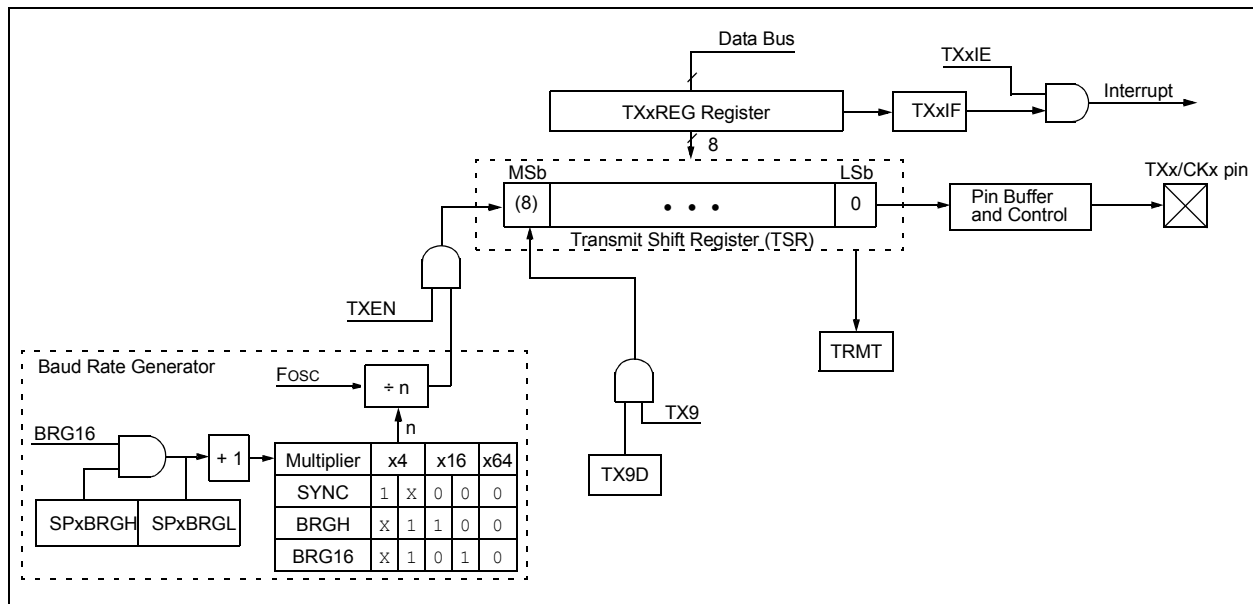 Data Bus
TXxIE
Interrupt
TXxREG Register
TXxIF
8
MSb
LSb
TXx/CKx pin
(8)
• • •
0
Pin Buffer
and Control
Transmit Shift Register (TSR)
TXEN
TRMT
Baud Rate Generator
FOSC
÷ n
TX9
BRG16
n
+ 1
Multiplier x4 x16 x64
TX9D
SYNC 1 X 0 0 0
SPxBRGH SPxBRGL
BRGH X 1 1 0 0
BRG16 X 1 0 1 0